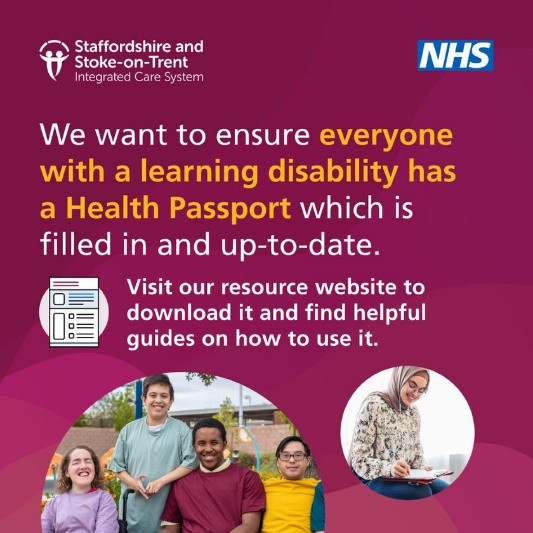 Staffordshire and
Stoke-on-Trent
Integrated Care System
NHS
We want to ensure everyone
with a learning disability has
a Health Passport which is
filled in and up-to-date.
Visit our resource website to
download it and find helpful
guides on how to use it.